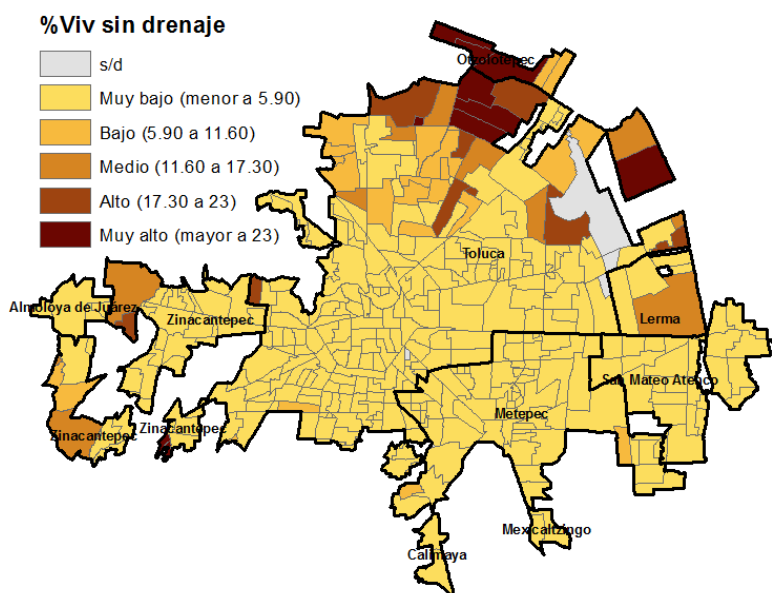 %Viv sin drenaje
s/d
Muy bajo (menor a 5.90)
Bajo (5.90 a 11.60)
Medio (11.60 a 17.30)
Alto (17.30 a 23)
Muy alto (mayor a 23)
Otzolotepec
Toluca
Almoloya de Juárez
Zinacantepec
Lerma
San Mateo Atenco
Metepec
Zinacantepec
Zinacantepec
Mexicaltzingo
Calimaya